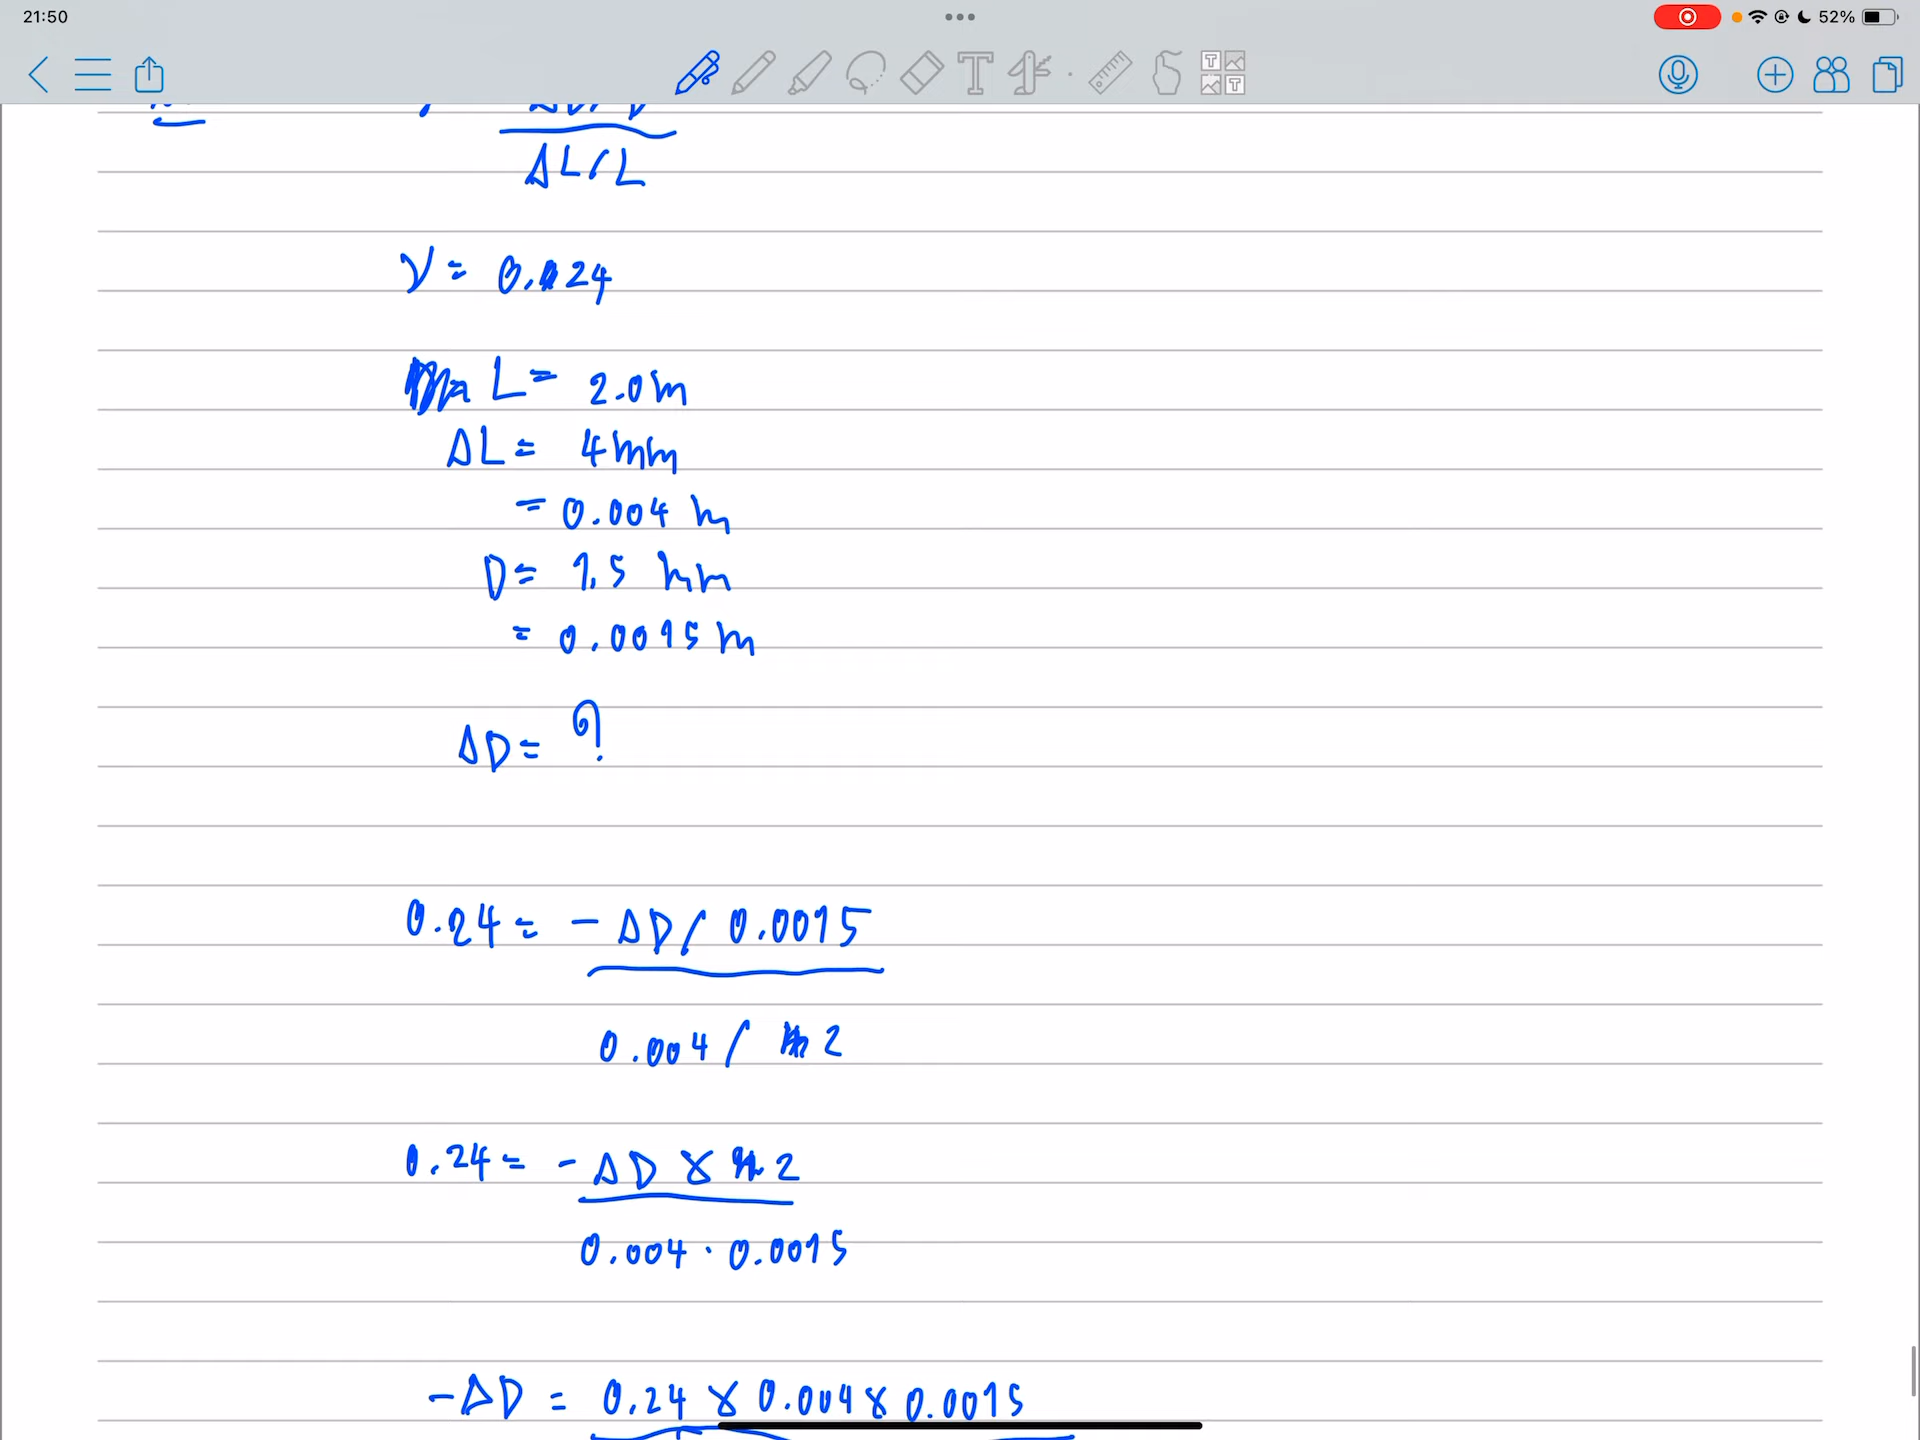 21:50 52%
ΔL/L
ν = 0.24
L = 2.0m
ΔL = 4mm
= 0.004 m
D = 1.5 mm
= 0.0015 m
ΔD = ?
0.24 = - ΔD / 0.0015
0.004 / 2
0.24 = - ΔD x 2
0.004 · 0.0015
-ΔD = 0.24 x 0.004 x 0.0015